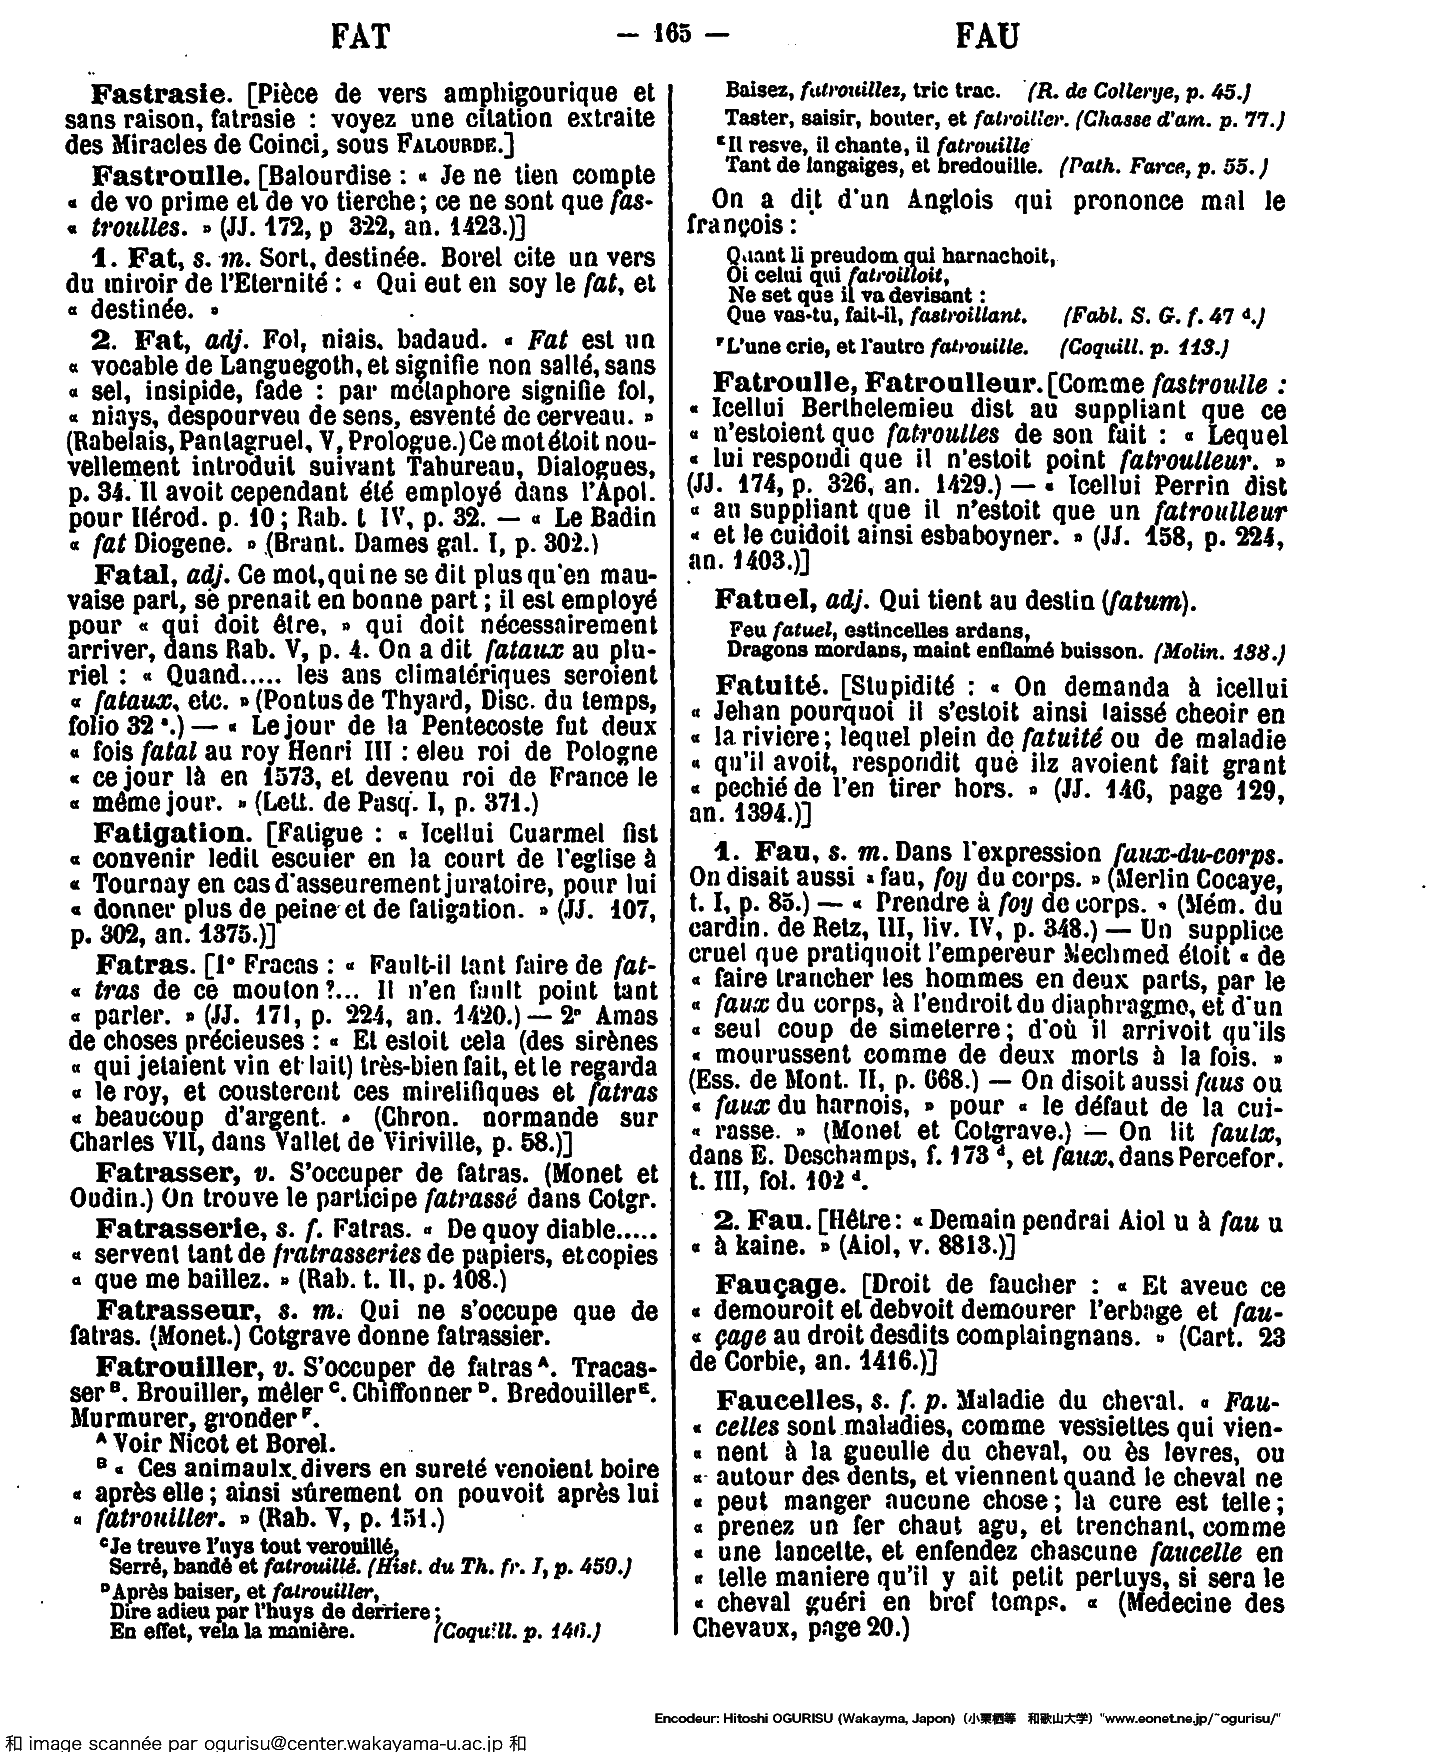 FAT — 165 — FAU
Fastrasie. [Pièce de vers amphigourique et
sans raison, fatrasie : voyez une citation extraite
des Miracles de Coinci, sous FALOURDE.]
Fastroulle. [Balourdise : « Je ne tien compte
« de vo prime et de vo tierche ; ce ne sont que fas-
« troulles. » (JJ. 172, p 322, an. 1423.)]
1. Fat, s. m. Sort, destinée. Borel cite un vers
du miroir de l'Eternité : « Qui eut en soy le fat, et
« destinée. »
2. Fat, adj. Fol, niais, badaud. « Fat est un
« vocable de Languegoth, et signifie non sallé, sans
« sel, insipide, fade : par métaphore signifie fol,
« niays, despourveu de sens, esventé de cerveau. »
(Rabelais, Pantagruel, V, Prologue.) Ce mot étoit nou-
vellement introduit suivant Tahureau, Dialogues,
p. 34. Il avoit cependant été employé dans l'Apol.
pour Hérod. p. 10 ; Rab. t IV, p. 32. — « Le Badin
« fat Diogene. » (Brant. Dames gal. I, p. 302.)
Fatal, adj. Ce mot, qui ne se dit plus qu'en mau-
vaise part, se prenait en bonne part ; il est employé
pour « qui doit être, » qui doit nécessairement
arriver, dans Rab. V, p. 4. On a dit fataux au plu-
riel : « Quand..... les ans climatériques seroient
« fataux, etc. » (Pontus de Thyard, Disc. du temps,
folio 32 ª.) — « Le jour de la Pentecoste fut deux
« fois fatal au roy Henri III : eleu roi de Pologne
« ce jour là en 1573, et devenu roi de France le
« même jour. » (Lett. de Pasq. I, p. 371.)
Fatigation. [Fatigue : « Icellui Cuarmel fist
« convenir ledit escuier en la court de l'eglise à
« Tournay en cas d'asseurement juratoire, pour lui
« donner plus de peine et de fatigation. » (JJ. 107,
p. 302, an. 1375.)]
Fatras. [1° Fracas : « Fault-il tant faire de fat-
« tras de ce mouton ?... Il n'en fault point tant
« parler. » (JJ. 171, p. 224, an. 1420.) — 2° Amas
de choses précieuses : « Et estoit cela (des sirènes
« qui jetaient vin et lait) très-bien fait, et le regarda
« le roy, et cousterent ces mirelifiques et fatras
« beaucoup d'argent. » (Chron. normande sur
Charles VII, dans Vallet de Viriville, p. 58.)]
Fatrasser, v. S'occuper de fatras. (Monet et
Oudin.) On trouve le participe fatrassé dans Cotgr.
Fatrasserie, s. f. Fatras. « De quoy diable.....
« servent tant de fratrasseries de papiers, et copies
« que me baillez. » (Rab. t. II, p. 108.)
Fatrasseur, s. m. Qui ne s'occupe que de
fatras. (Monet.) Cotgrave donne fatrassier.
Fatrouiller, v. S'occuper de fatras ᴬ. Tracas-
ser ᴮ. Brouiller, mêler ᶜ. Chiffonner ᴰ. Bredouiller ᴱ.
Murmurer, gronder ꟳ.
ᴬ Voir Nicot et Borel.
ᴮ « Ces animaulx divers en sureté venoient boire
« après elle ; ainsi sûrement on pouvoit après lui
« fatrouiller. » (Rab. V, p. 151.)
ᶜ Je treuve l'uys tout verouillé,
Serré, bandé et fatrouillé. (Hist. du Th. fr. I, p. 459.)
ᴰ Après baiser, et fatrouiller,
Dire adieu par l'huys de derriere ;
En effet, vela la manière. (Coquill. p. 146.)
Baisez, futrouillez, tric trac. (R. de Collerye, p. 45.)
Taster, saisir, bouter, et fatroiller. (Chasse d'am. p. 77.)
ᴱ Il resve, il chante, il fatrouille
Tant de langaiges, et bredouille. (Path. Farce, p. 55.)
On a dit d'un Anglois qui prononce mal le
françois :
Quant li preudom qui harnachoit,
Oi celui qui fatroilloit,
Ne set que il va devisant :
Que vas-tu, fait-il, fastroillant. (Fabl. S. G. f. 47 ᵈ.)
ꟳ L'une crie, et l'autre fatrouille. (Coquill. p. 113.)
Fatroulle, Fatroulleur. [Comme fastroulle :
« Icellui Berthelemieu dist au suppliant que ce
« n'estoient que fatroulles de son fait : « Lequel
« lui respondi que il n'estoit point fatroulleur. »
(JJ. 174, p. 326, an. 1429.) — « Icellui Perrin dist
« au suppliant que il n'estoit que un fatroulleur
« et le cuidoit ainsi esbaboyner. » (JJ. 158, p. 224,
an. 1403.)]
Fatuel, adj. Qui tient au destin (fatum).
Feu fatuel, estincelles ardans,
Dragons mordans, maint enflamé buisson. (Molin. 138.)
Fatuité. [Stupidité : « On demanda à icellui
« Jehan pourquoi il s'estoit ainsi laissé cheoir en
« la riviere ; lequel plein de fatuité ou de maladie
« qu'il avoit, respondit que ilz avoient fait grant
« pechié de l'en tirer hors. » (JJ. 146, page 129,
an. 1394.)]
1. Fau, s. m. Dans l'expression faux-du-corps.
On disait aussi « fau, foy du corps. » (Merlin Cocaye,
t. I, p. 85.) — « Prendre à foy de corps. » (Mém. du
cardin. de Retz, III, liv. IV, p. 348.) — Un supplice
cruel que pratiquoit l'empereur Mechmed étoit « de
« faire trancher les hommes en deux parts, par le
« faux du corps, à l'endroit du diaphragme, et d'un
« seul coup de simeterre ; d'où il arrivoit qu'ils
« mourussent comme de deux morts à la fois. »
(Ess. de Mont. II, p. 668.) — On disoit aussi faus ou
« faux du harnois, » pour « le défaut de la cui-
« rasse. » (Monet et Cotgrave.) — On lit faulx,
dans E. Deschamps, f. 173 ᵈ, et faux, dans Percefor.
t. III, fol. 102 ᵈ.
2. Fau. [Hêtre : « Demain pendrai Aiol u à fau u
« à kaine. » (Aiol, v. 8813.)]
Fauçage. [Droit de faucher : « Et aveuc ce
« demouroit et debvoit demourer l'erbage et fau-
« çage au droit desdits complaingnans. » (Cart. 23
de Corbie, an. 1416.)]
Faucelles, s. f. p. Maladie du cheval. « Fau-
« celles sont maladies, comme vessiettes qui vien-
« nent à la gueulle du cheval, ou ès levres, ou
« autour des dents, et viennent quand le cheval ne
« peut manger aucune chose ; la cure est telle ;
« prenez un fer chaut agu, et trenchant, comme
« une lancette, et enfendez chascune faucelle en
« telle maniere qu'il y ait petit pertuys, si sera le
« cheval guéri en bref temps. « (Medecine des
Chevaux, page 20.)
Encodeur: Hitoshi OGURISU (Wakayma, Japon) (小栗栖等 和歌山大学) "www.eonet.ne.jp/~ogurisu/"
和 image scannée par ogurisu@center.wakayama-u.ac.jp 和